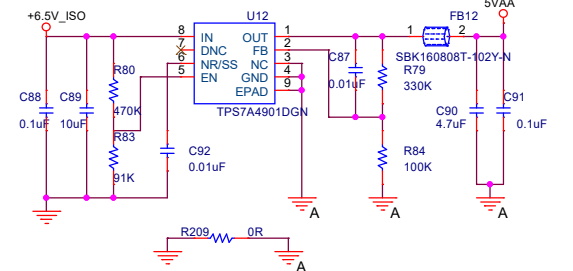 +6.5V_ISO
5VAA
U12
FB12
8 IN OUT 1
7 DNC FB 2
6 NR/SS NC 3
5 EN GND 4
EPAD 9
TPS7A4901DGN
1 2
SBK160808T-102Y-N
C87
0.01uF
R79
330K
R80
470K
C88
0.1uF
C89
10uF
R83
91K
C92
0.01uF
R84
100K
C90
4.7uF
C91
0.1uF
A
A
A
R209 0R
A